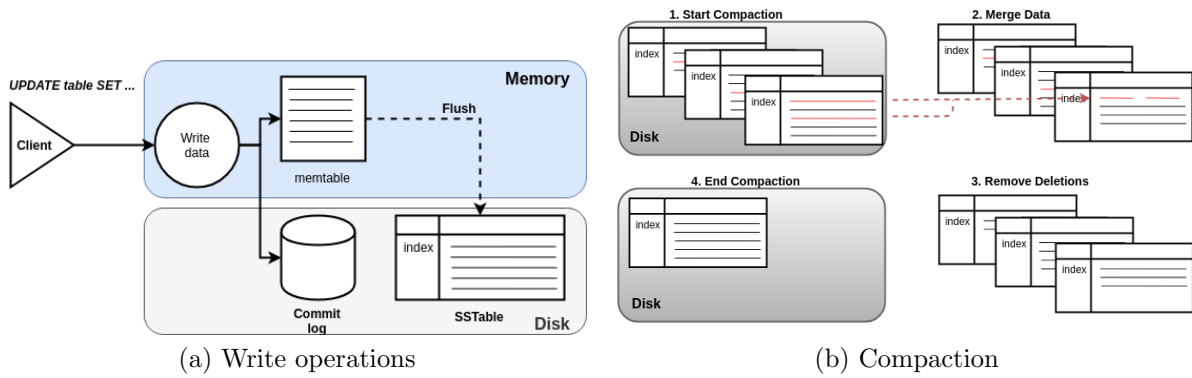 UPDATE table SET ...
Client
Write
data
memtable
Flush
Memory
Commit
log
index
SSTable
Disk
(a) Write operations
1. Start Compaction
index
index
index
Disk
2. Merge Data
index
index
index
4. End Compaction
index
Disk
3. Remove Deletions
index
index
index
(b) Compaction